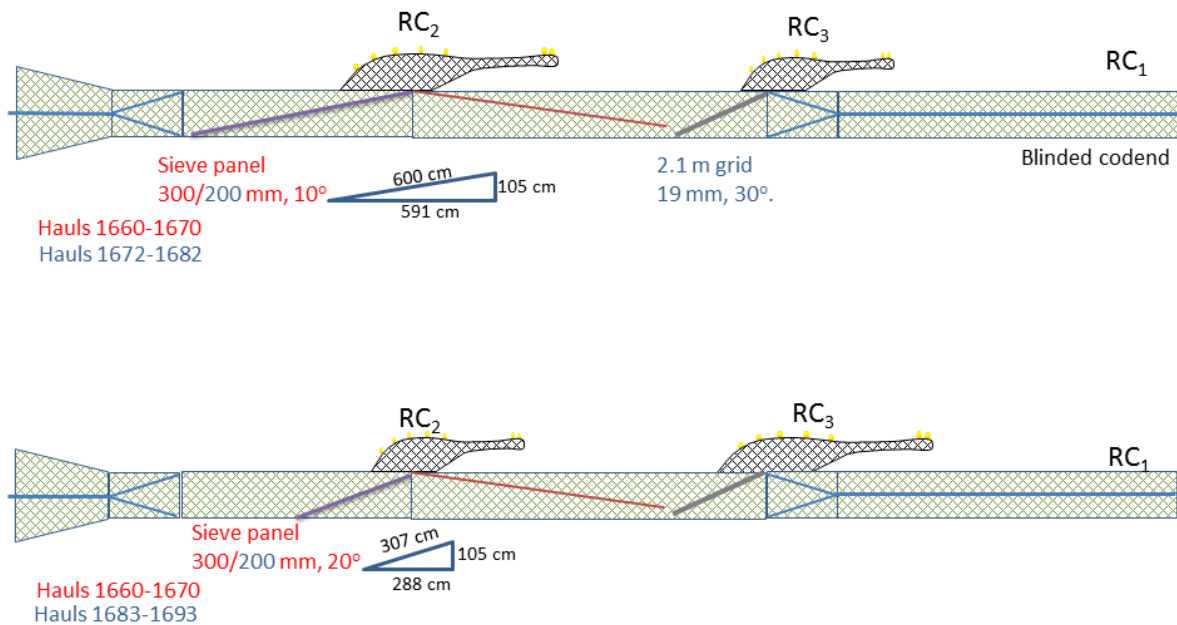 RC2
RC3
RC1
Sieve panel
300/200 mm, 10°
600 cm
105 cm
591 cm
2.1 m grid
19 mm, 30°.
Blinded codend
Hauls 1660-1670
Hauls 1672-1682
RC2
RC3
RC1
Sieve panel
300/200 mm, 20°
307 cm
105 cm
288 cm
Hauls 1660-1670
Hauls 1683-1693